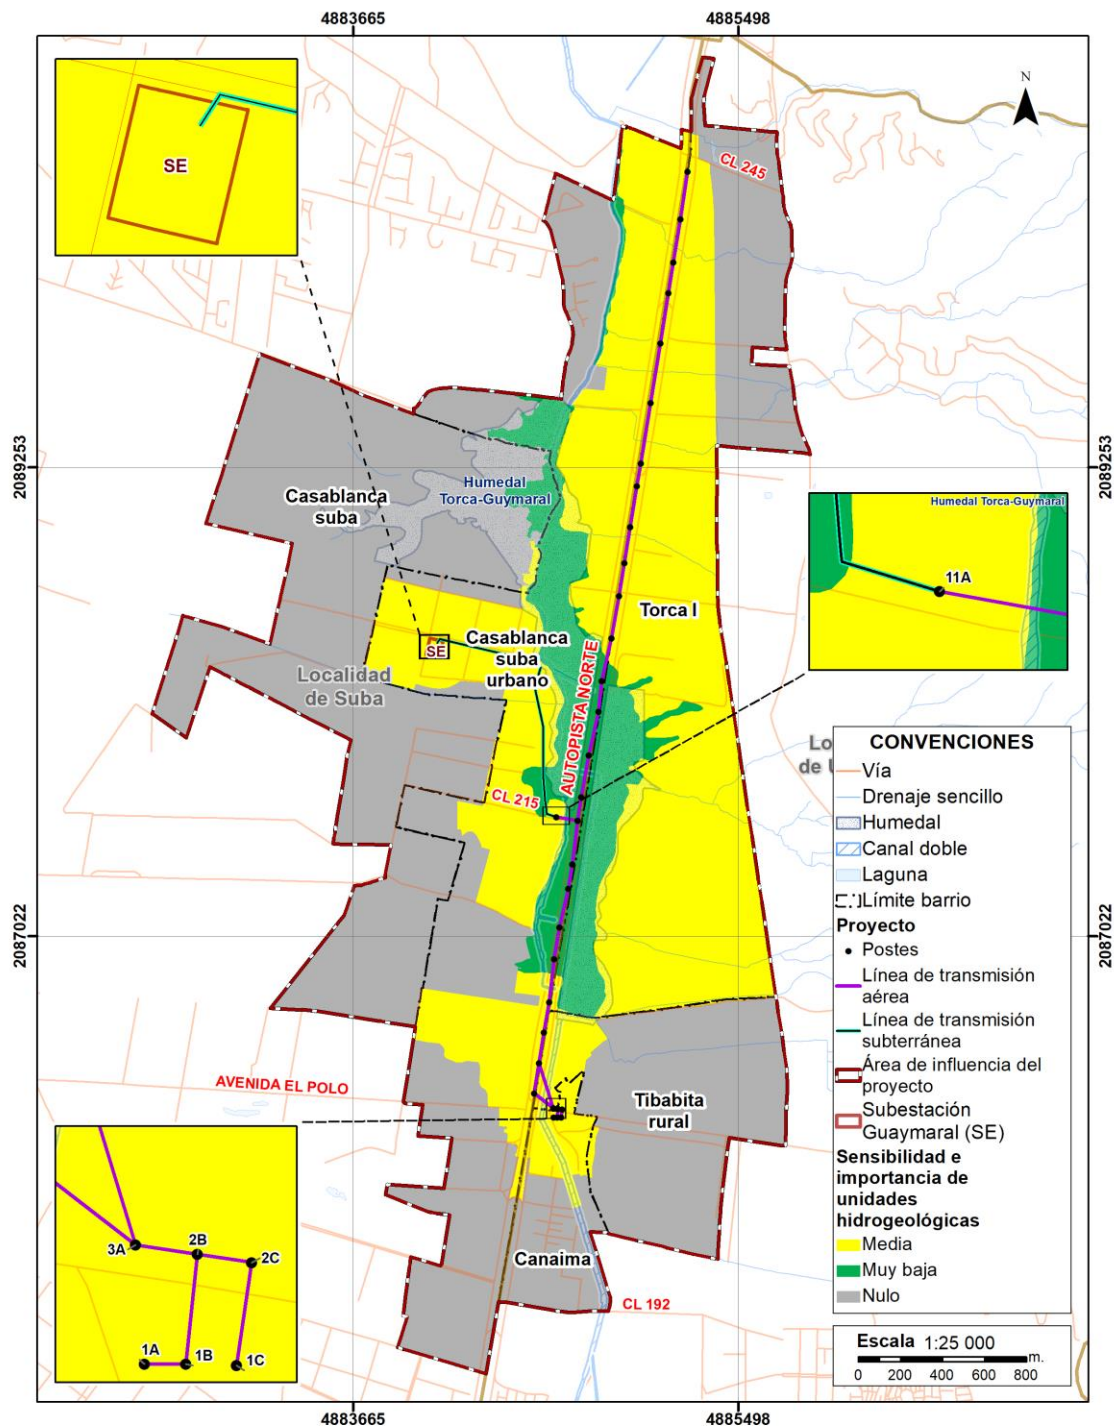 4883665
4885498
N
SE
CL 245
2089253
2089253
Humedal
Torca-Guymaral
Casablanca
suba
Humedal Torca-Guymaral
11A
Torca I
Casablanca
suba
urbano
SE
Localidad
de Suba
AUTOPISTA NORTE
CL 215
Lo
de U
CONVENCIONES
Vía
Drenaje sencillo
Humedal
Canal doble
Laguna
Límite barrio
Proyecto
Postes
Línea de transmisión
aérea
Línea de transmisión
subterránea
Área de influencia del
proyecto
Subestación
Guaymaral (SE)
Sensibilidad e
importancia de
unidades
hidrogeológicas
Media
Muy baja
Nulo
2087022
2087022
AVENIDA EL POLO
Tibabita
rural
3A
2B
2C
1A
1B
1C
Canaima
CL 192
Escala 1:25 000
m.
0 200 400 600 800
4883665
4885498